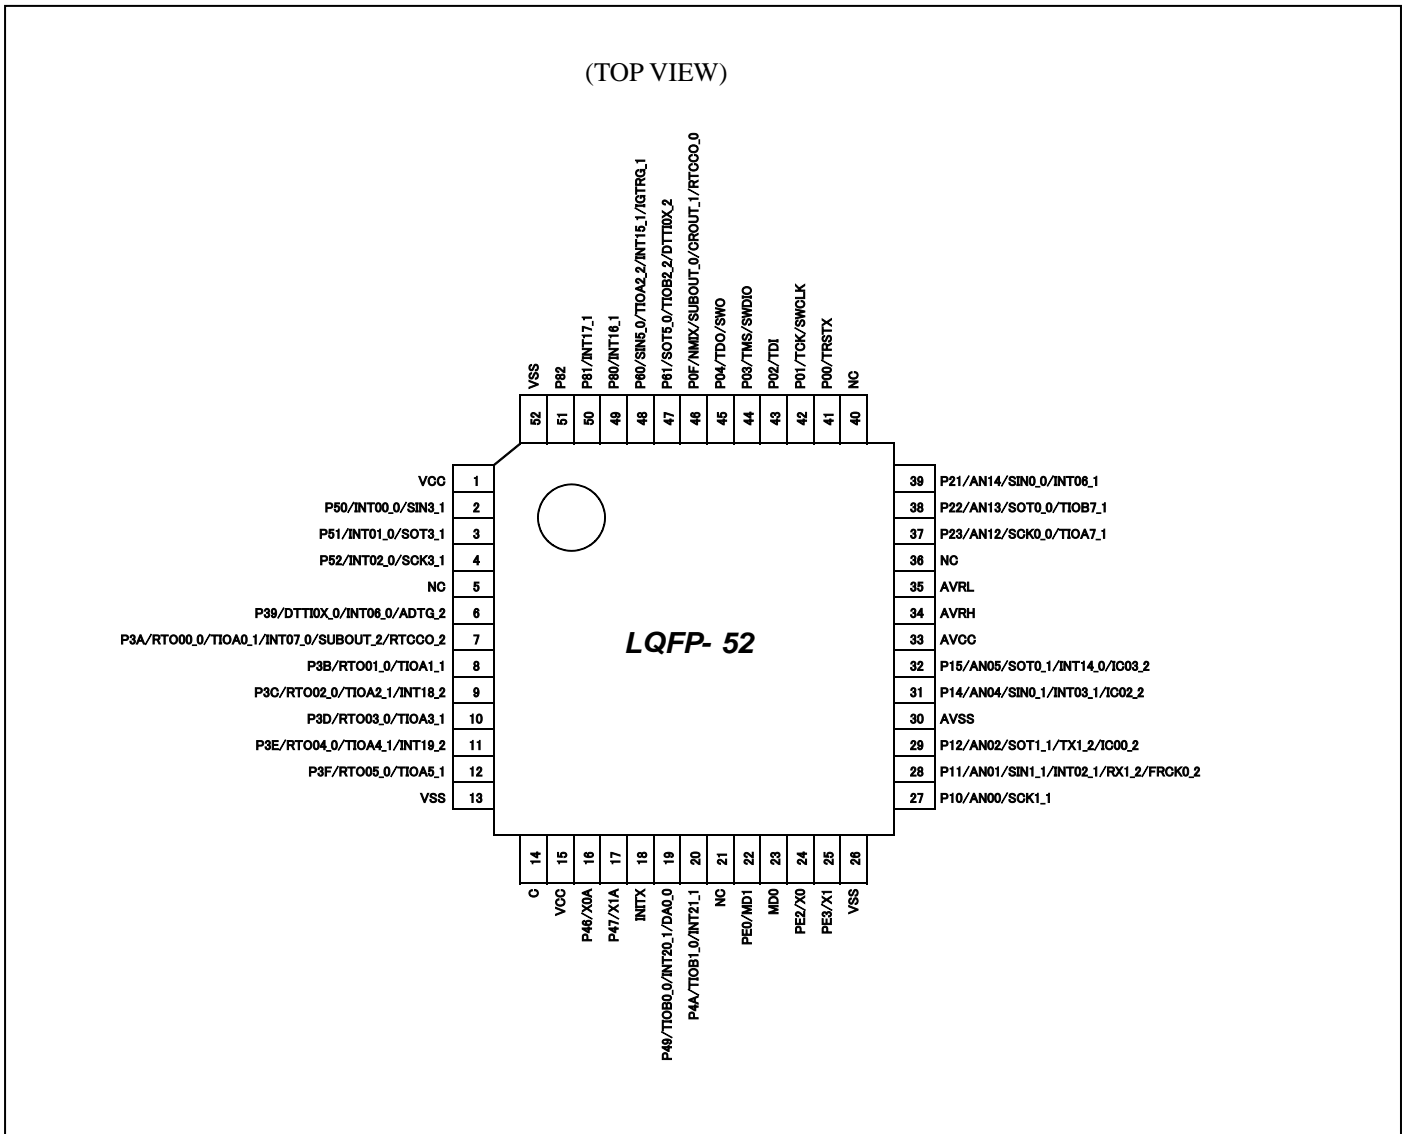 (TOP VIEW)
VSS
P82
P81/INT17_1
P80/INT16_1
P60/SIN5_0/TIOA2_2/INT15_1/IGTRG_1
P61/SOT5_0/TIOB2_2/DTTI0X_2
P0F/NMIX/SUBOUT_0/CROUT_1/RTCCO_0
P04/TDO/SWO
P03/TMS/SWDIO
P02/TDI
P01/TCK/SWCLK
P00/TRSTX
NC
52 51 50 49 48 47 46 45 44 43 42 41 40
VCC 1
P50/INT00_0/SIN3_1 2
P51/INT01_0/SOT3_1 3
P52/INT02_0/SCK3_1 4
NC 5
P39/DTTI0X_0/INT06_0/ADTG_2 6
P3A/RTO00_0/TIOA0_1/INT07_0/SUBOUT_2/RTCCO_2 7
P3B/RTO01_0/TIOA1_1 8
P3C/RTO02_0/TIOA2_1/INT18_2 9
P3D/RTO03_0/TIOA3_1 10
P3E/RTO04_0/TIOA4_1/INT19_2 11
P3F/RTO05_0/TIOA5_1 12
VSS 13
LQFP- 52
39 P21/AN14/SIN0_0/INT06_1
38 P22/AN13/SOT0_0/TIOB7_1
37 P23/AN12/SCK0_0/TIOA7_1
36 NC
35 AVRL
34 AVRH
33 AVCC
32 P15/AN05/SOT0_1/INT14_0/IC03_2
31 P14/AN04/SIN0_1/INT03_1/IC02_2
30 AVSS
29 P12/AN02/SOT1_1/TX1_2/IC00_2
28 P11/AN01/SIN1_1/INT02_1/RX1_2/FRCK0_2
27 P10/AN00/SCK1_1
14 15 16 17 18 19 20 21 22 23 24 25 26
C
VCC
P46/X0A
P47/X1A
INITX
P49/TIOB0_0/INT20_1/DA0_0
P4A/TIOB1_0/INT21_1
NC
PE0/MD1
MD0
PE2/X0
PE3/X1
VSS